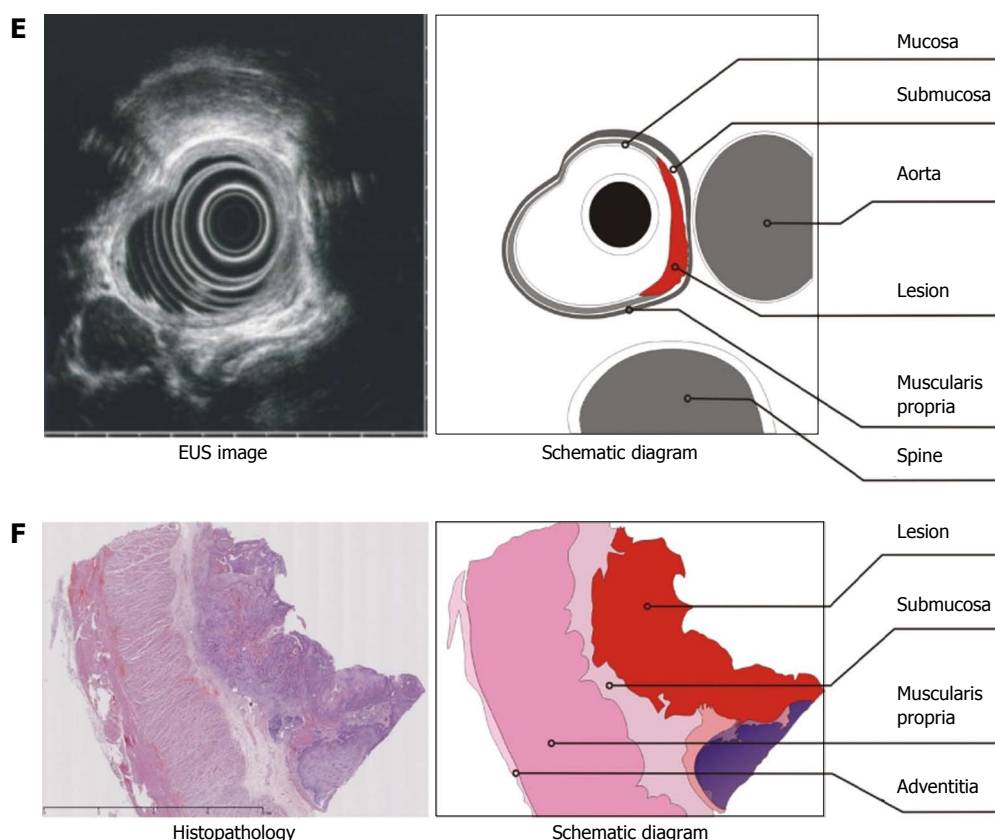 E
Mucosa
Submucosa
Aorta
Lesion
Muscularis
propria
Spine
EUS image
Schematic diagram
F
Lesion
Submucosa
Muscularis
propria
Adventitia
Histopathology
Schematic diagram